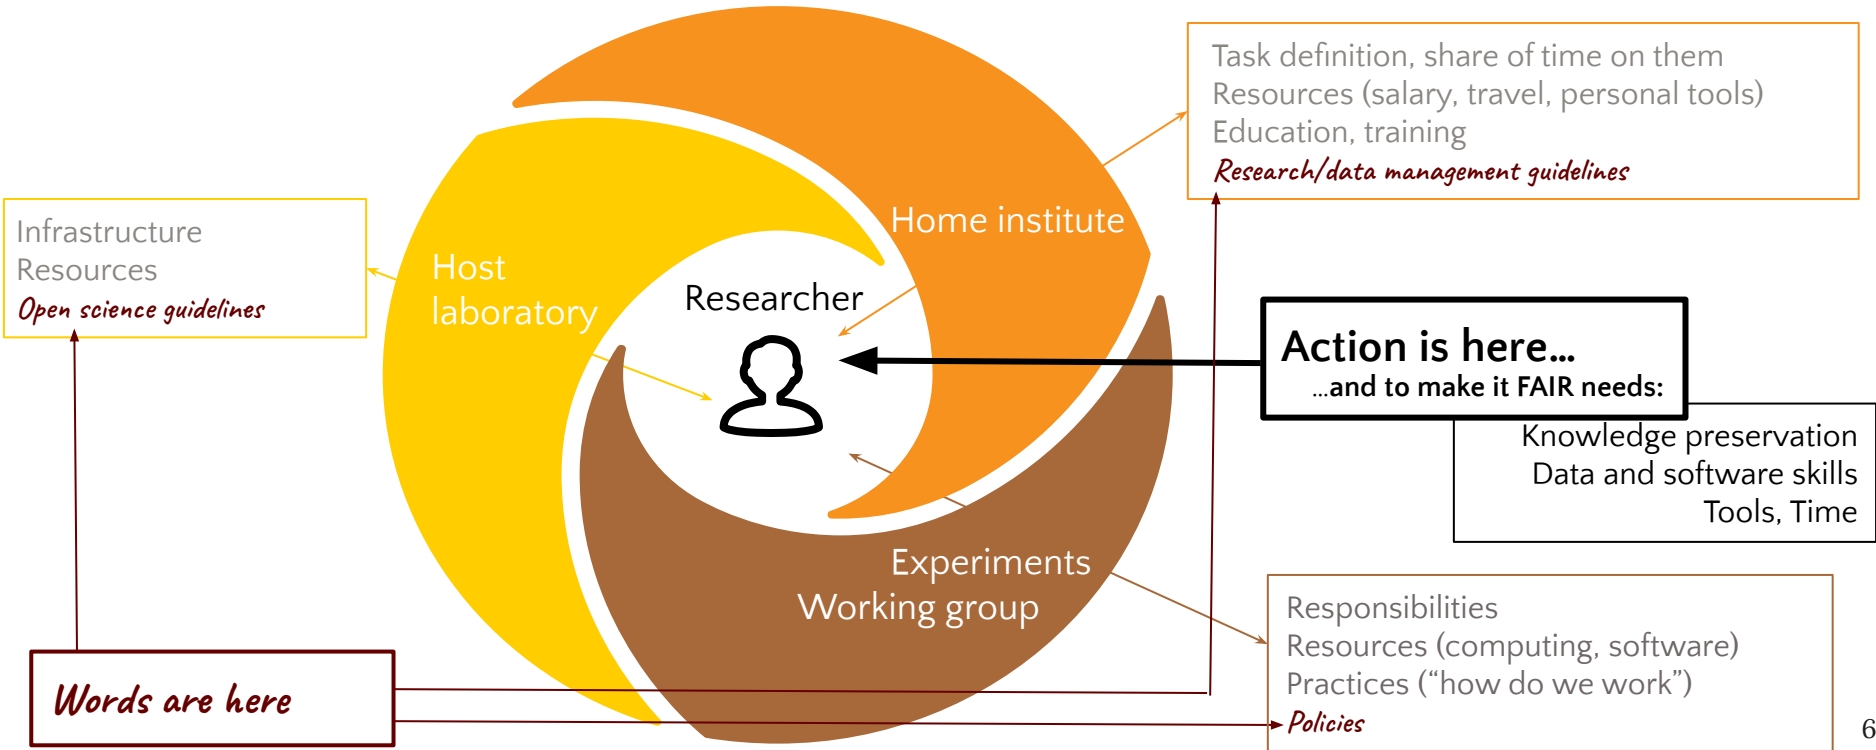 Task definition, share of time on them
Resources (salary, travel, personal tools)
Education, training
Research/data management guidelines
Home institute
Infrastructure
Resources
Open science guidelines
Host
laboratory
Researcher
Action is here...
...and to make it FAIR needs:
Knowledge preservation
Data and software skills
Tools, Time
Experiments
Working group
Responsibilities
Resources (computing, software)
Practices (“how do we work”)
Policies
Words are here
6